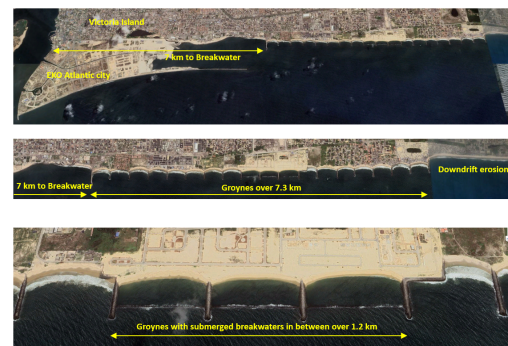 Victoria Island
7 km to Breakwater
EKO Atlantic city
7 km to Breakwater
Groynes over 7.3 km
Downdrift erosion
Groynes with submerged breakwaters in between over 1.2 km